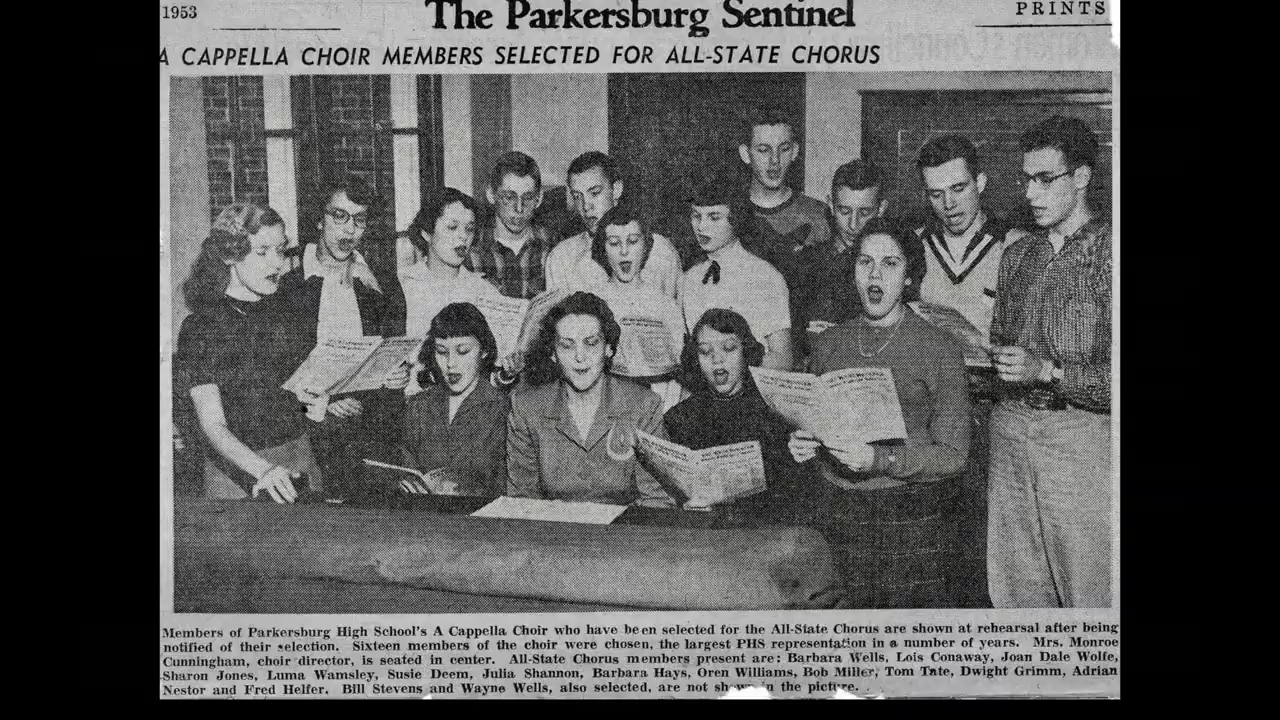 1953
The Parkersburg Sentinel
PRINTS
A CAPPELLA CHOIR MEMBERS SELECTED FOR ALL-STATE CHORUS
Members of Parkersburg High School's A Cappella Choir who have been selected for the All-State Chorus are shown at rehearsal after being
notified of their selection. Sixteen members of the choir were chosen, the largest PHS representation in a number of years. Mrs. Monroe
Cunningham, choir director, is seated in center. All-State Chorus members present are: Barbara Wells, Lois Conaway, Joan Dale Wolfe,
Sharon Jones, Luma Wamsley, Susie Deem, Julia Shannon, Barbara Hays, Oren Williams, Bob Miller, Tom Tate, Dwight Grimm, Adrian
Nestor and Fred Helfer. Bill Stevens and Wayne Wells, also selected, are not shown in the picture.